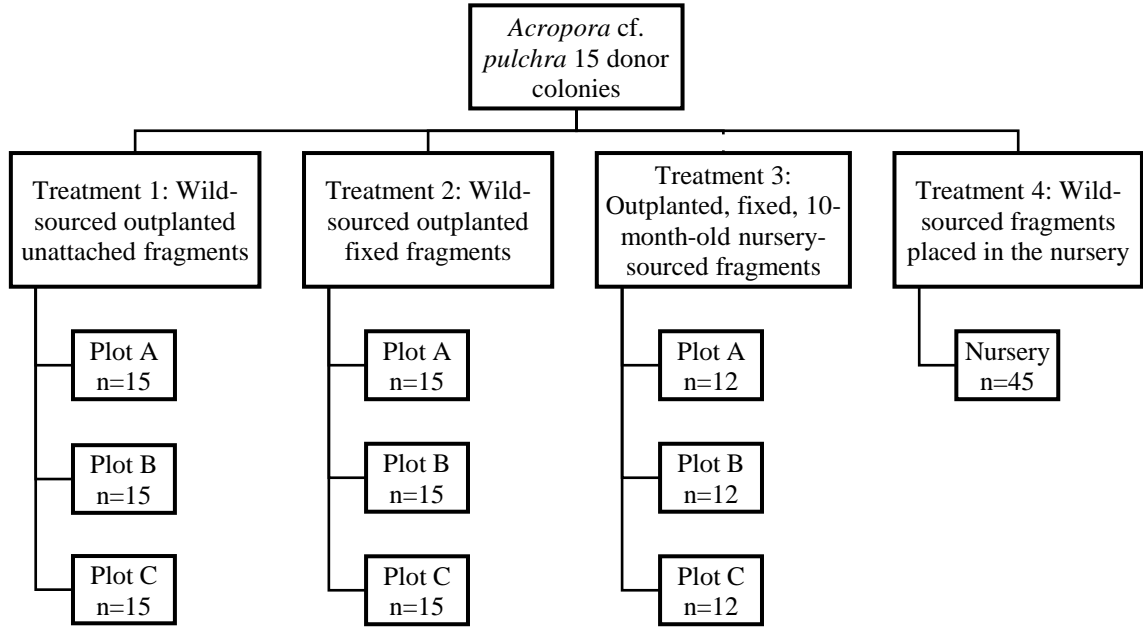 Acropora cf.
pulchra 15 donor
colonies
Treatment 1: Wild-
sourced outplanted
unattached fragments
Treatment 2: Wild-
sourced outplanted
fixed fragments
Treatment 3:
Outplanted, fixed, 10-
month-old nursery-
sourced fragments
Treatment 4: Wild-
sourced fragments
placed in the nursery
Plot A
n=15
Plot B
n=15
Plot C
n=15
Plot A
n=15
Plot B
n=15
Plot C
n=15
Plot A
n=12
Plot B
n=12
Plot C
n=12
Nursery
n=45